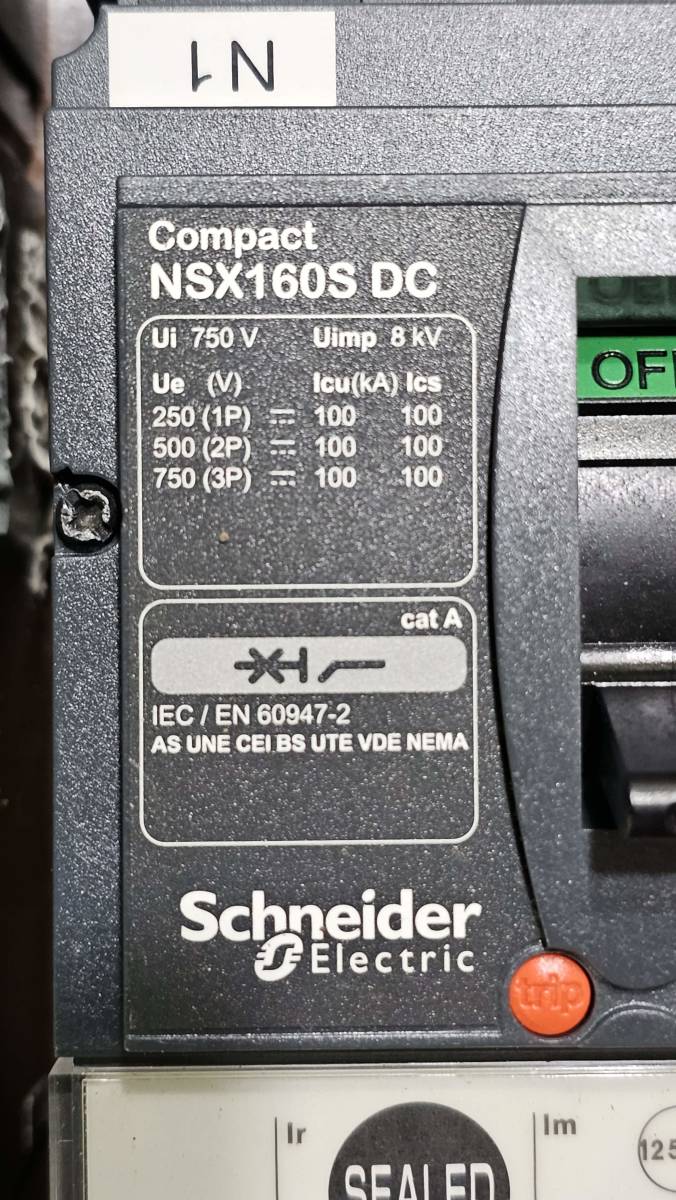 N1
Compact
NSX160S DC
Ui 750 V Uimp 8 kV
Ue (V) Icu(kA) Ics
250 (1P) ⎓ 100 100
500 (2P) ⎓ 100 100
750 (3P) ⎓ 100 100
OFF
cat A
IEC / EN 60947-2
AS UNE CEI BS UTE VDE NEMA
Schneider
Electric
trip
Ir
SEALED
Im
125